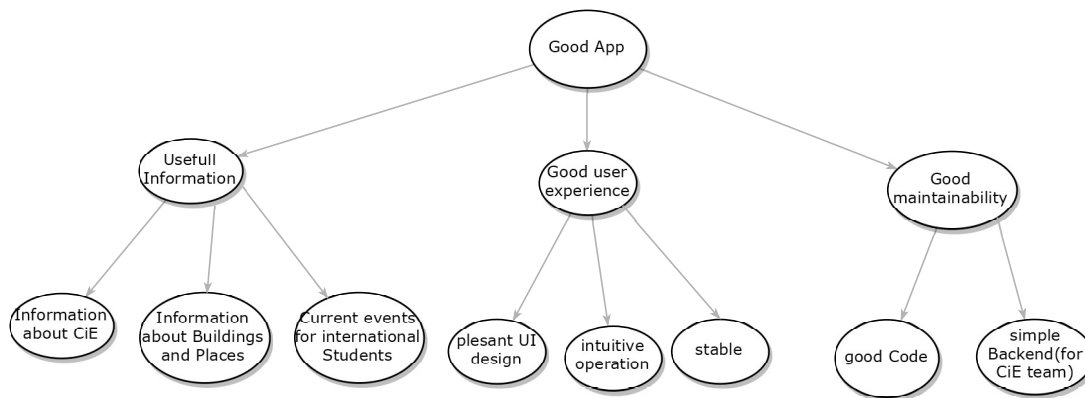 Good App
Usefull
Information
Good user
experience
Good
maintainability
Information
about CiE
Information
about Buildings
and Places
Current events
for international
Students
plesant UI
design
intuitive
operation
stable
good Code
simple
Backend(for
CiE team)